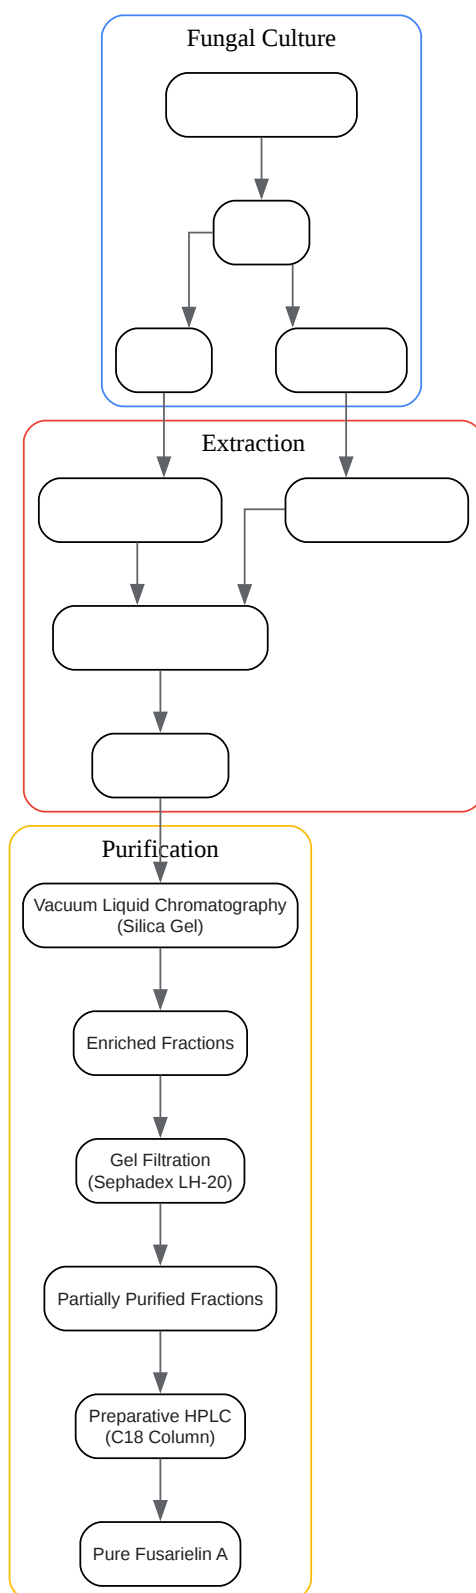 Fungal Culture
Extraction
Purification
Vacuum Liquid Chromatography
(Silica Gel)
Enriched Fractions
Gel Filtration
(Sephadex LH-20)
Partially Purified Fractions
Preparative HPLC
(C18 Column)
Pure Fusarielin A